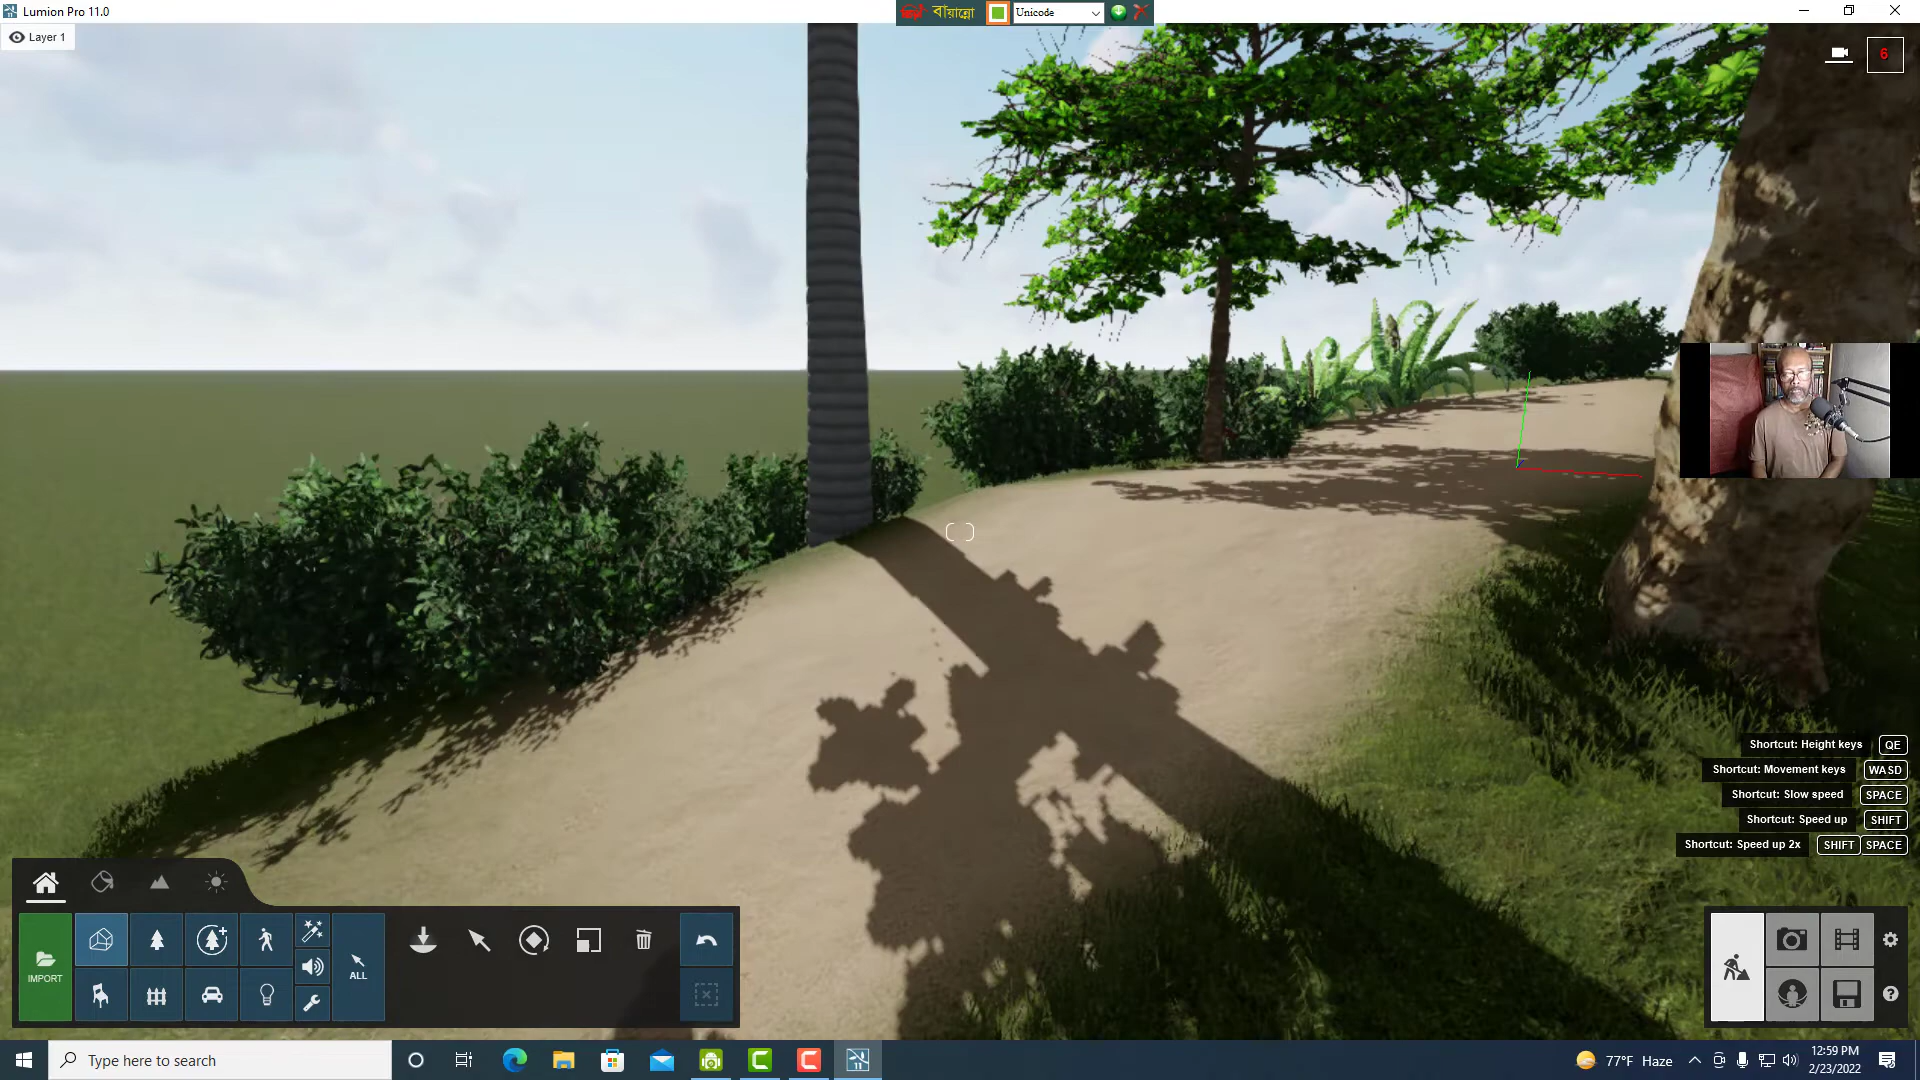 Lumion Pro 11.0
বায়ান্নো
Unicode
Layer 1
6
Shortcut: Height keys QE
Shortcut: Movement keys WASD
Shortcut: Slow speed SPACE
Shortcut: Speed up SHIFT
Shortcut: Speed up 2x SHIFT SPACE
IMPORT
ALL
Type here to search
77°F Haze
12:59 PM
2/23/2022